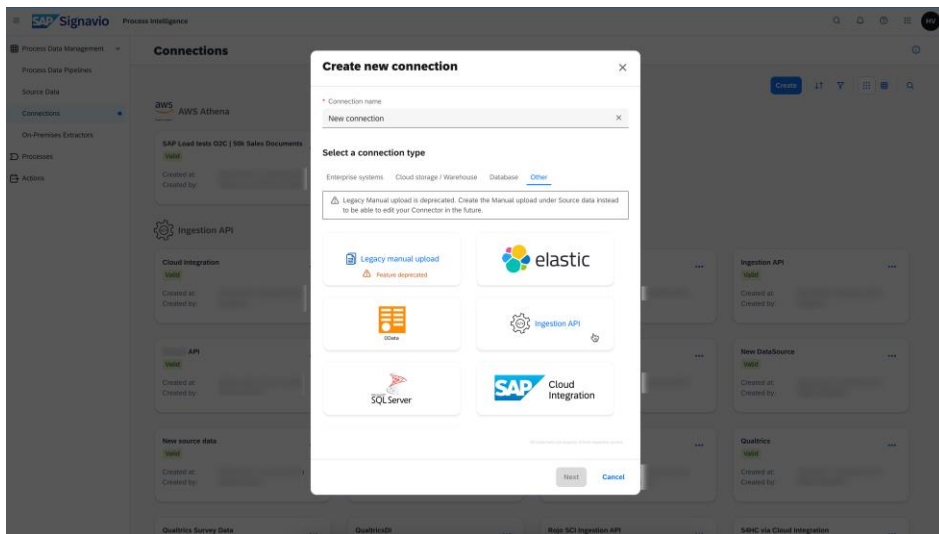 SAP Signavio Process Intelligence
MV
Process Data Management
Process Data Pipelines
Source Data
Connections
On-Premises Extractors
Processes
Actions
Connections
Create
aws AWS Athena
SAP Load tests O2C | 50k Sales Documents
Valid
Created at:
Created by:
Ingestion API
Cloud Integration
Valid
Created at:
Created by:
Ingestion API
Valid
Created at:
Created by:
API
Valid
Created at:
Created by:
New DataSource
Valid
Created at:
Created by:
New source data
Valid
Created at:
Created by:
Qualtrics
Valid
Created at:
Created by:
Qualtrics Survey Data
QualtricsDI
Repo SCI Ingestion API
S4HC via Cloud Integration
Create new connection
* Connection name
New connection
Select a connection type
Enterprise systems Cloud storage / Warehouse Database Other
Legacy Manual upload is deprecated. Create the Manual upload under Source data instead
to be able to edit your Connector in the future.
Legacy manual upload
Feature deprecated
elastic
OData
Ingestion API
SQL Server
SAP Cloud
Integration
Next Cancel